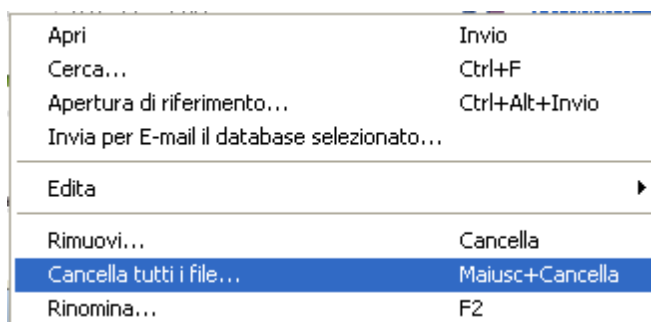 Apri Invio
Cerca... Ctrl+F
Apertura di riferimento... Ctrl+Alt+Invio
Invia per E-mail il database selezionato...
Edita
Rimuovi... Cancella
Cancella tutti i file... Maiusc+Cancella
Rinomina... F2